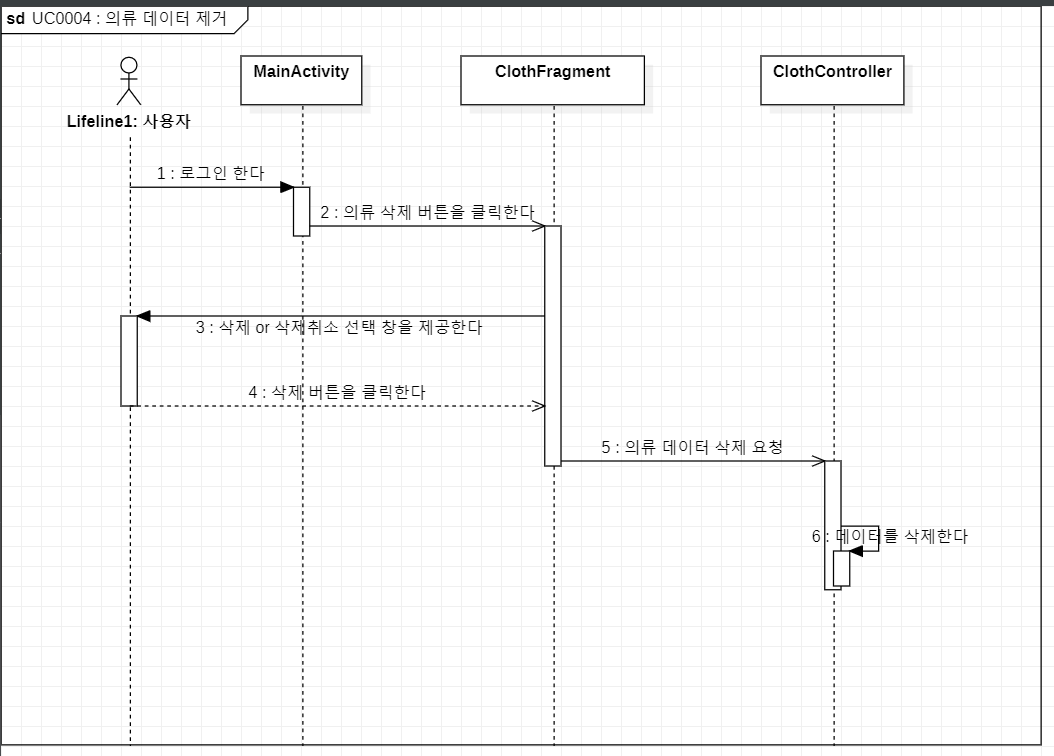 sd UC0004 : 의류 데이터 제거
MainActivity
ClothFragment
ClothController
Lifeline1: 사용자
1 : 로그인 한다
2 : 의류 삭제 버튼을 클릭한다
3 : 삭제 or 삭제취소 선택 창을 제공한다
4 : 삭제 버튼을 클릭한다
5 : 의류 데이터 삭제 요청
6 : 데이터를 삭제한다